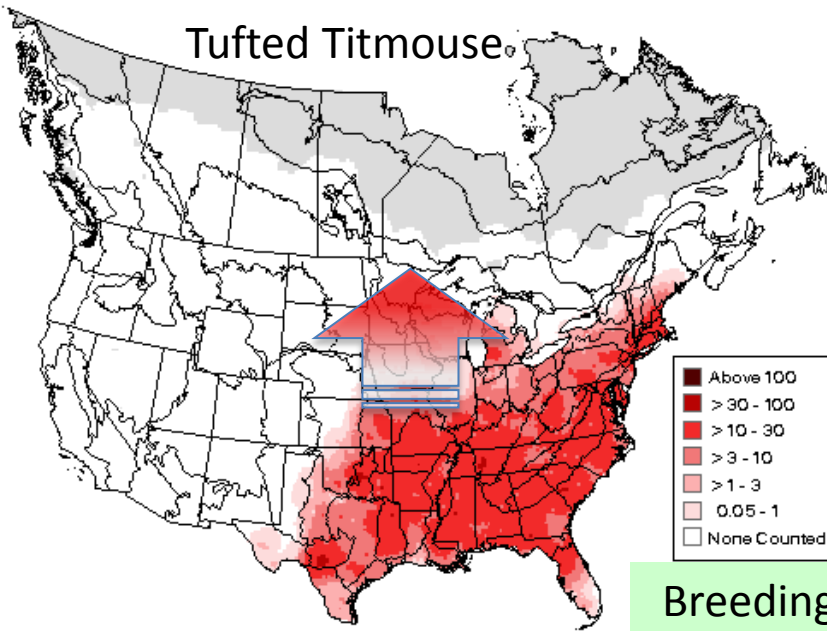 Tufted Titmouse
Above 100
> 30 - 100
> 10 - 30
> 3 - 10
> 1 - 3
0.05 - 1
None Counted
Breeding